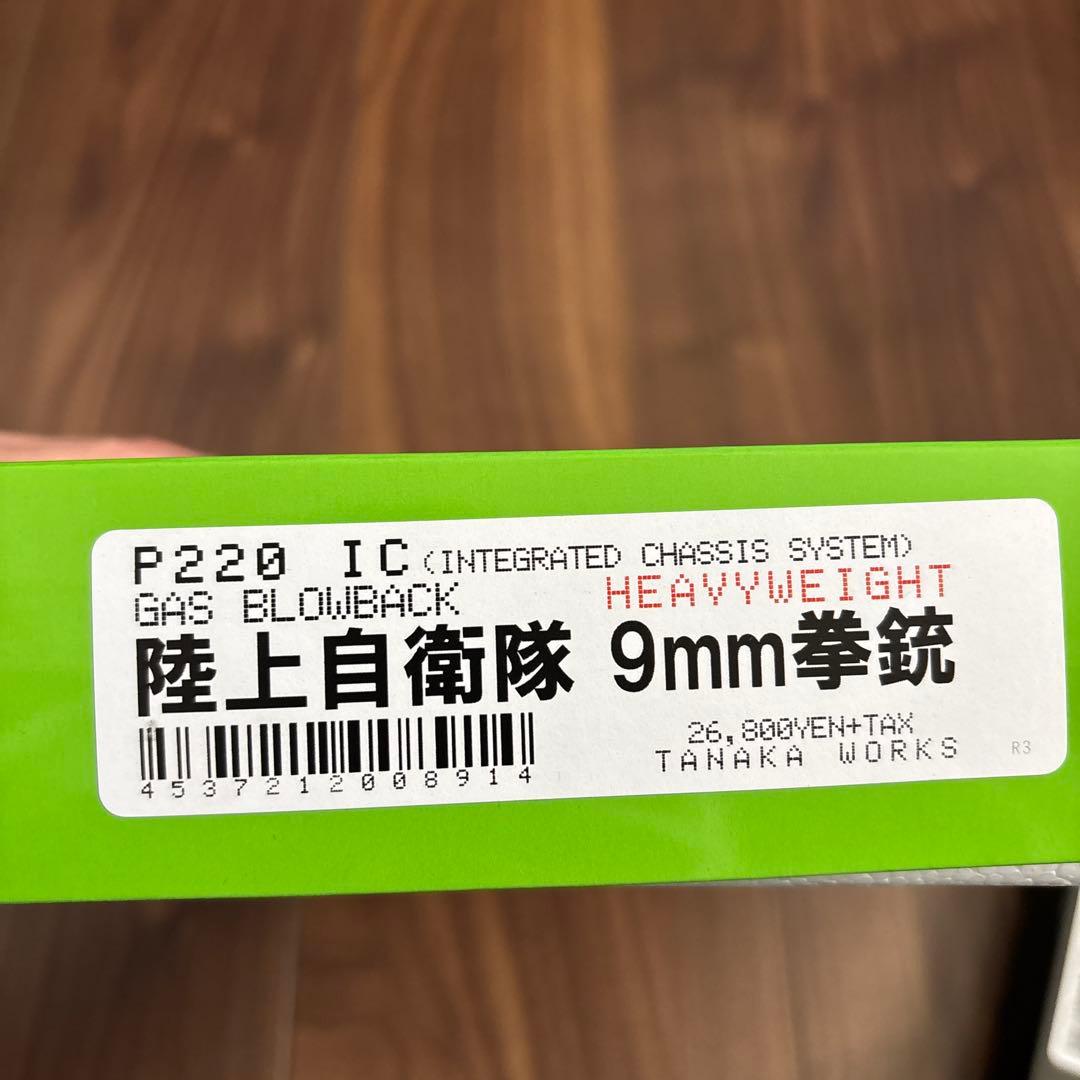 P220 IC(INTEGRATED CHASSIS SYSTEM)
GAS BLOWBACK HEAVYWEIGHT
陸上自衛隊 9mm拳銃
26,800YEN+TAX
TANAKA WORKS R3
4537212008914